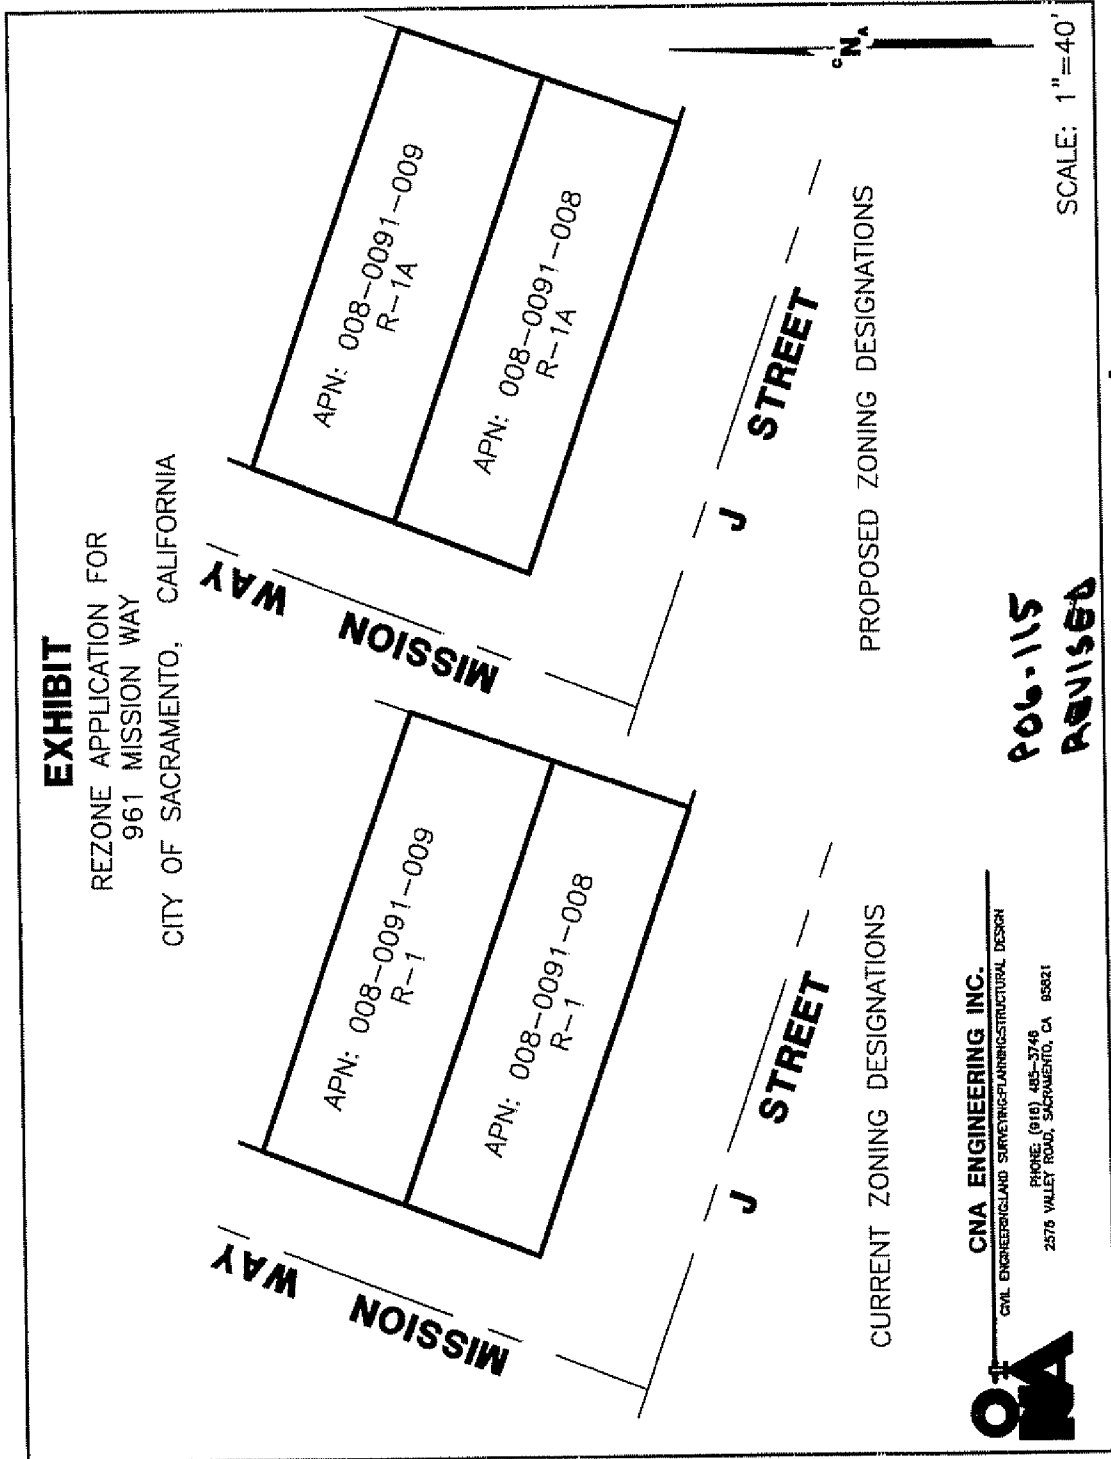 EXHIBIT
REZONE APPLICATION FOR
961 MISSION WAY
CITY OF SACRAMENTO, CALIFORNIA
APN: 008-0091-009
R-1
APN: 008-0091-008
R-1
MISSION WAY
J STREET
CURRENT ZONING DESIGNATIONS
APN: 008-0091-009
R-1A
APN: 008-0091-008
R-1A
MISSION WAY
J STREET
PROPOSED ZONING DESIGNATIONS
CNA
SCALE: 1"=40'
P06-115
REVISED
CNA ENGINEERING INC.
CIVIL ENGINEERING:LAND SURVEYING:PLANNING:STRUCTURAL DESIGN
PHONE: (916) 485-3746
2575 VALLEY ROAD, SACRAMENTO, CA 95821
CNA